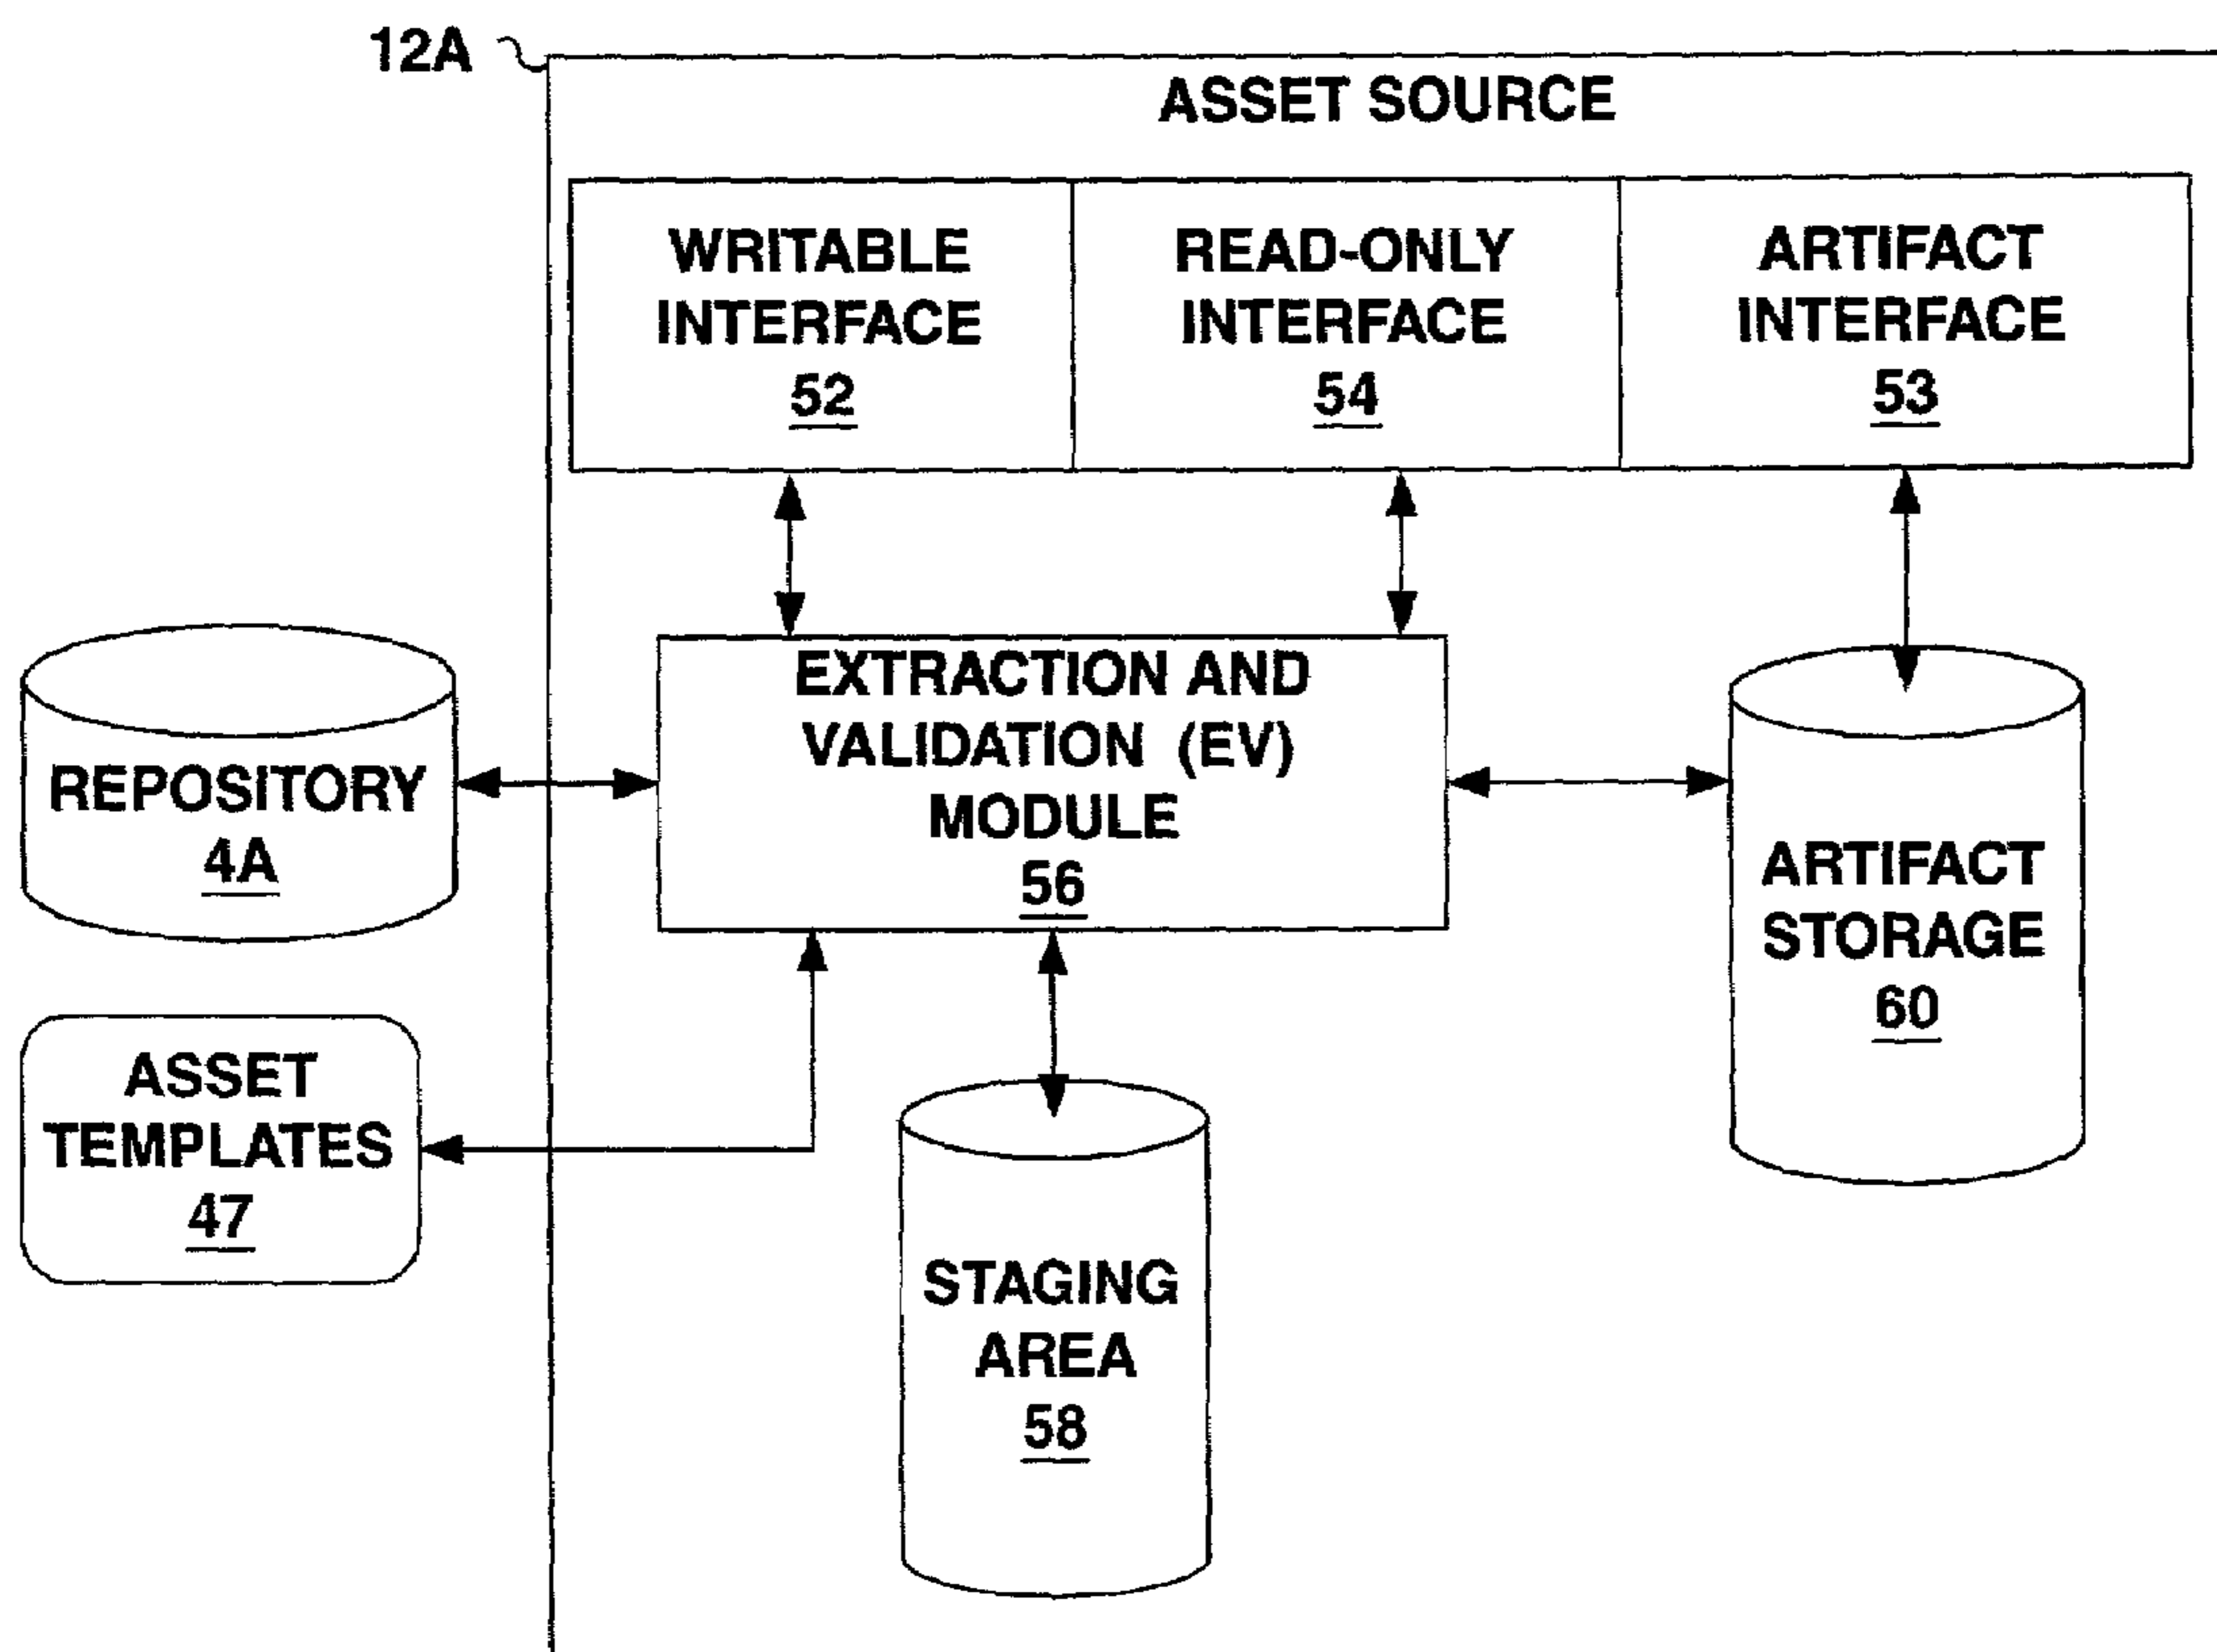 12A
ASSET SOURCE
WRITABLE
INTERFACE
52
READ-ONLY
INTERFACE
54
ARTIFACT
INTERFACE
53
EXTRACTION AND
VALIDATION (EV)
MODULE
56
REPOSITORY
4A
ARTIFACT
STORAGE
60
ASSET
TEMPLATES
47
STAGING
AREA
58